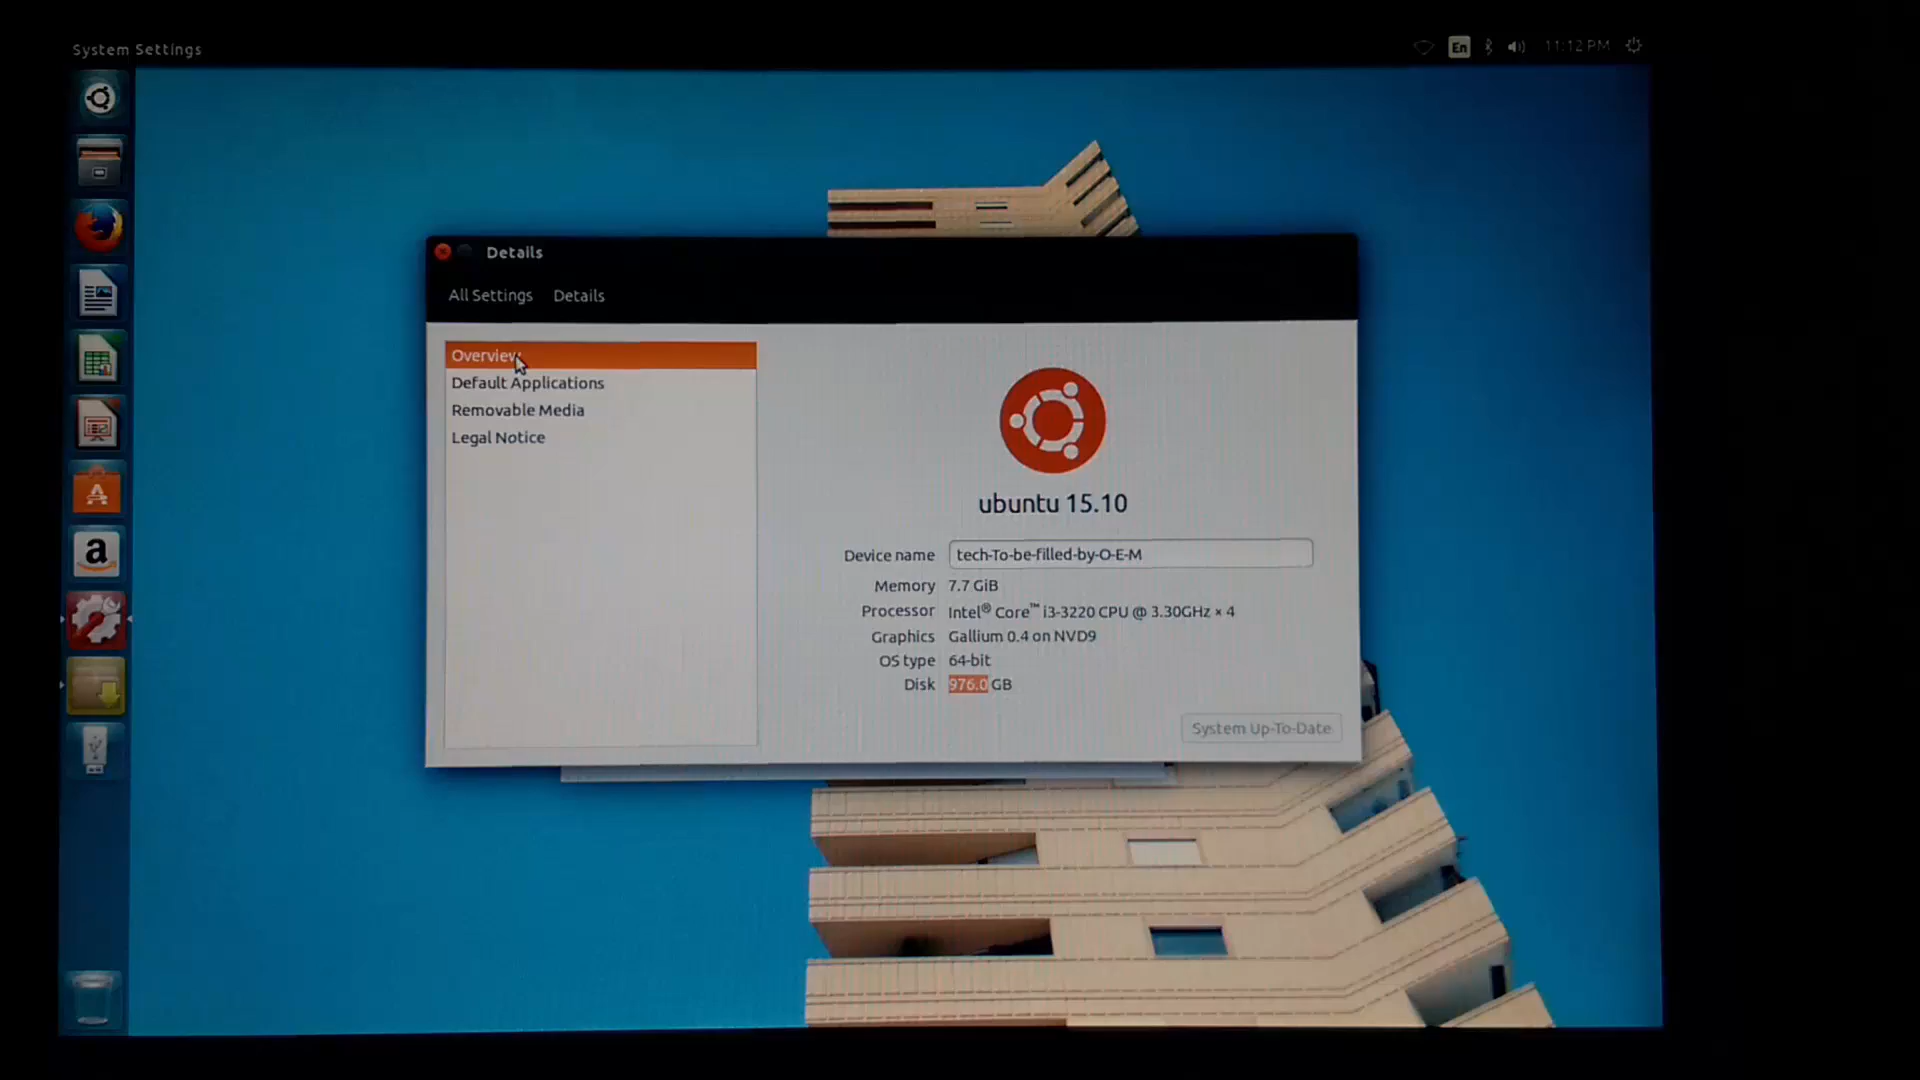 System Settings
En
11:12 PM
Details
All Settings Details
Overview
Default Applications
Removable Media
Legal Notice
ubuntu 15.10
Device name tech-To-be-filled-by-O-E-M
Memory 7.7 GiB
Processor Intel® Core™ i3-3220 CPU @ 3.30GHz × 4
Graphics Gallium 0.4 on NVD9
OS type 64-bit
Disk 976.0 GB
System Up-To-Date
a